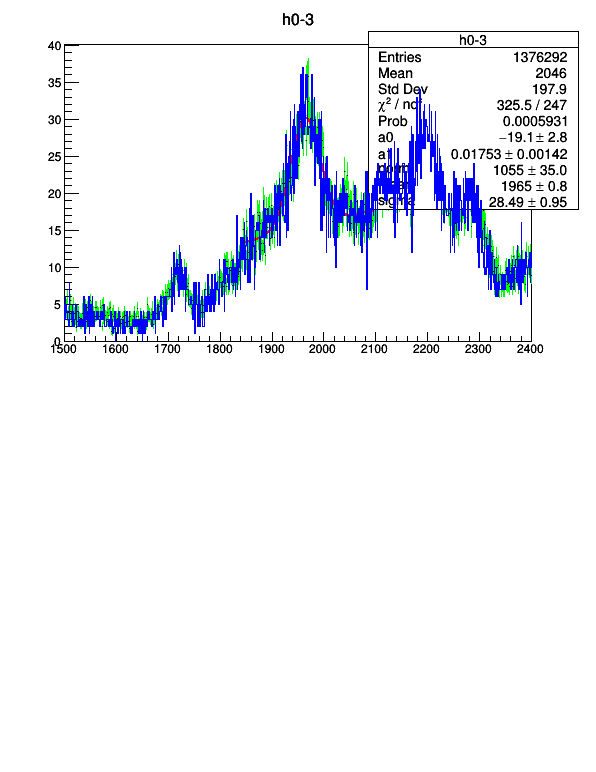 h0-3
h0-3
Entries 1376292
Mean 2046
Std Dev 197.9
χ² / ndf 325.5 / 247
Prob 0.0005931
a0 −19.1 ± 2.8
0.01753 ± 0.00142
1055 ± 35.0
1965 ± 0.8
sigma 28.49 ± 0.95
40
35
30
25
20
15
10
5
0
1500 1600 1700 1800 1900 2000 2100 2200 2300 2400